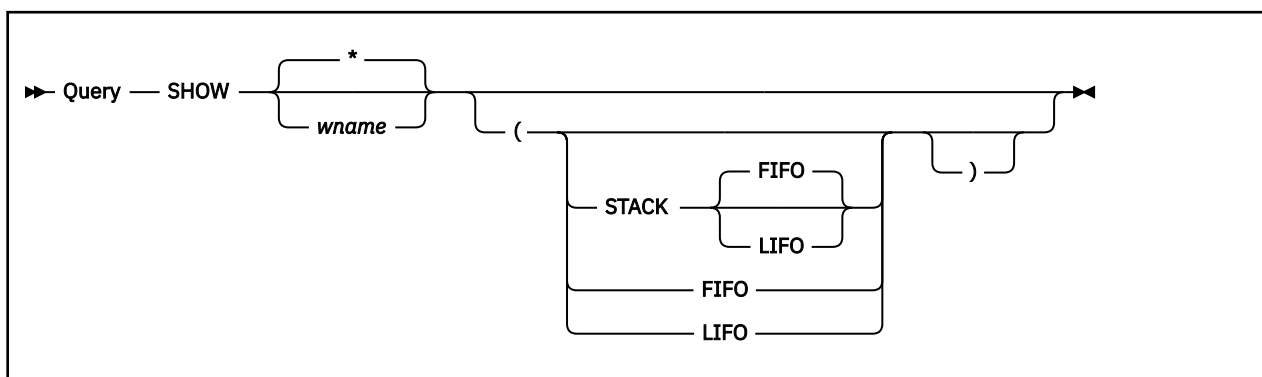 *
Query SHOW
wname
(
)
FIFO
STACK
LIFO
FIFO
LIFO